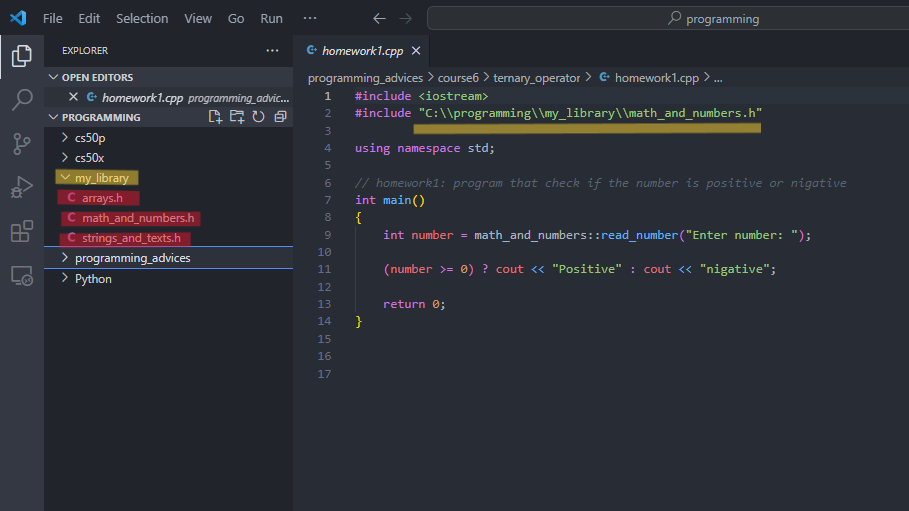 File Edit Selection View Go Run ···
programming
EXPLORER ···
OPEN EDITORS
homework1.cpp programming_advic...
PROGRAMMING
cs50p
cs50x
my_library
C arrays.h
C math_and_numbers.h
C strings_and_texts.h
programming_advices
Python
homework1.cpp
programming_advices > course6 > ternary_operator > homework1.cpp > ...
1 #include <iostream>
2 #include "C:\\programming\\my_library\\math_and_numbers.h"
3
4 using namespace std;
5
6 // homework1: program that check if the number is positive or nigative
7 int main()
8 {
9 int number = math_and_numbers::read_number("Enter number: ");
10
11 (number >= 0) ? cout << "Positive" : cout << "nigative";
12
13 return 0;
14 }
15
16
17